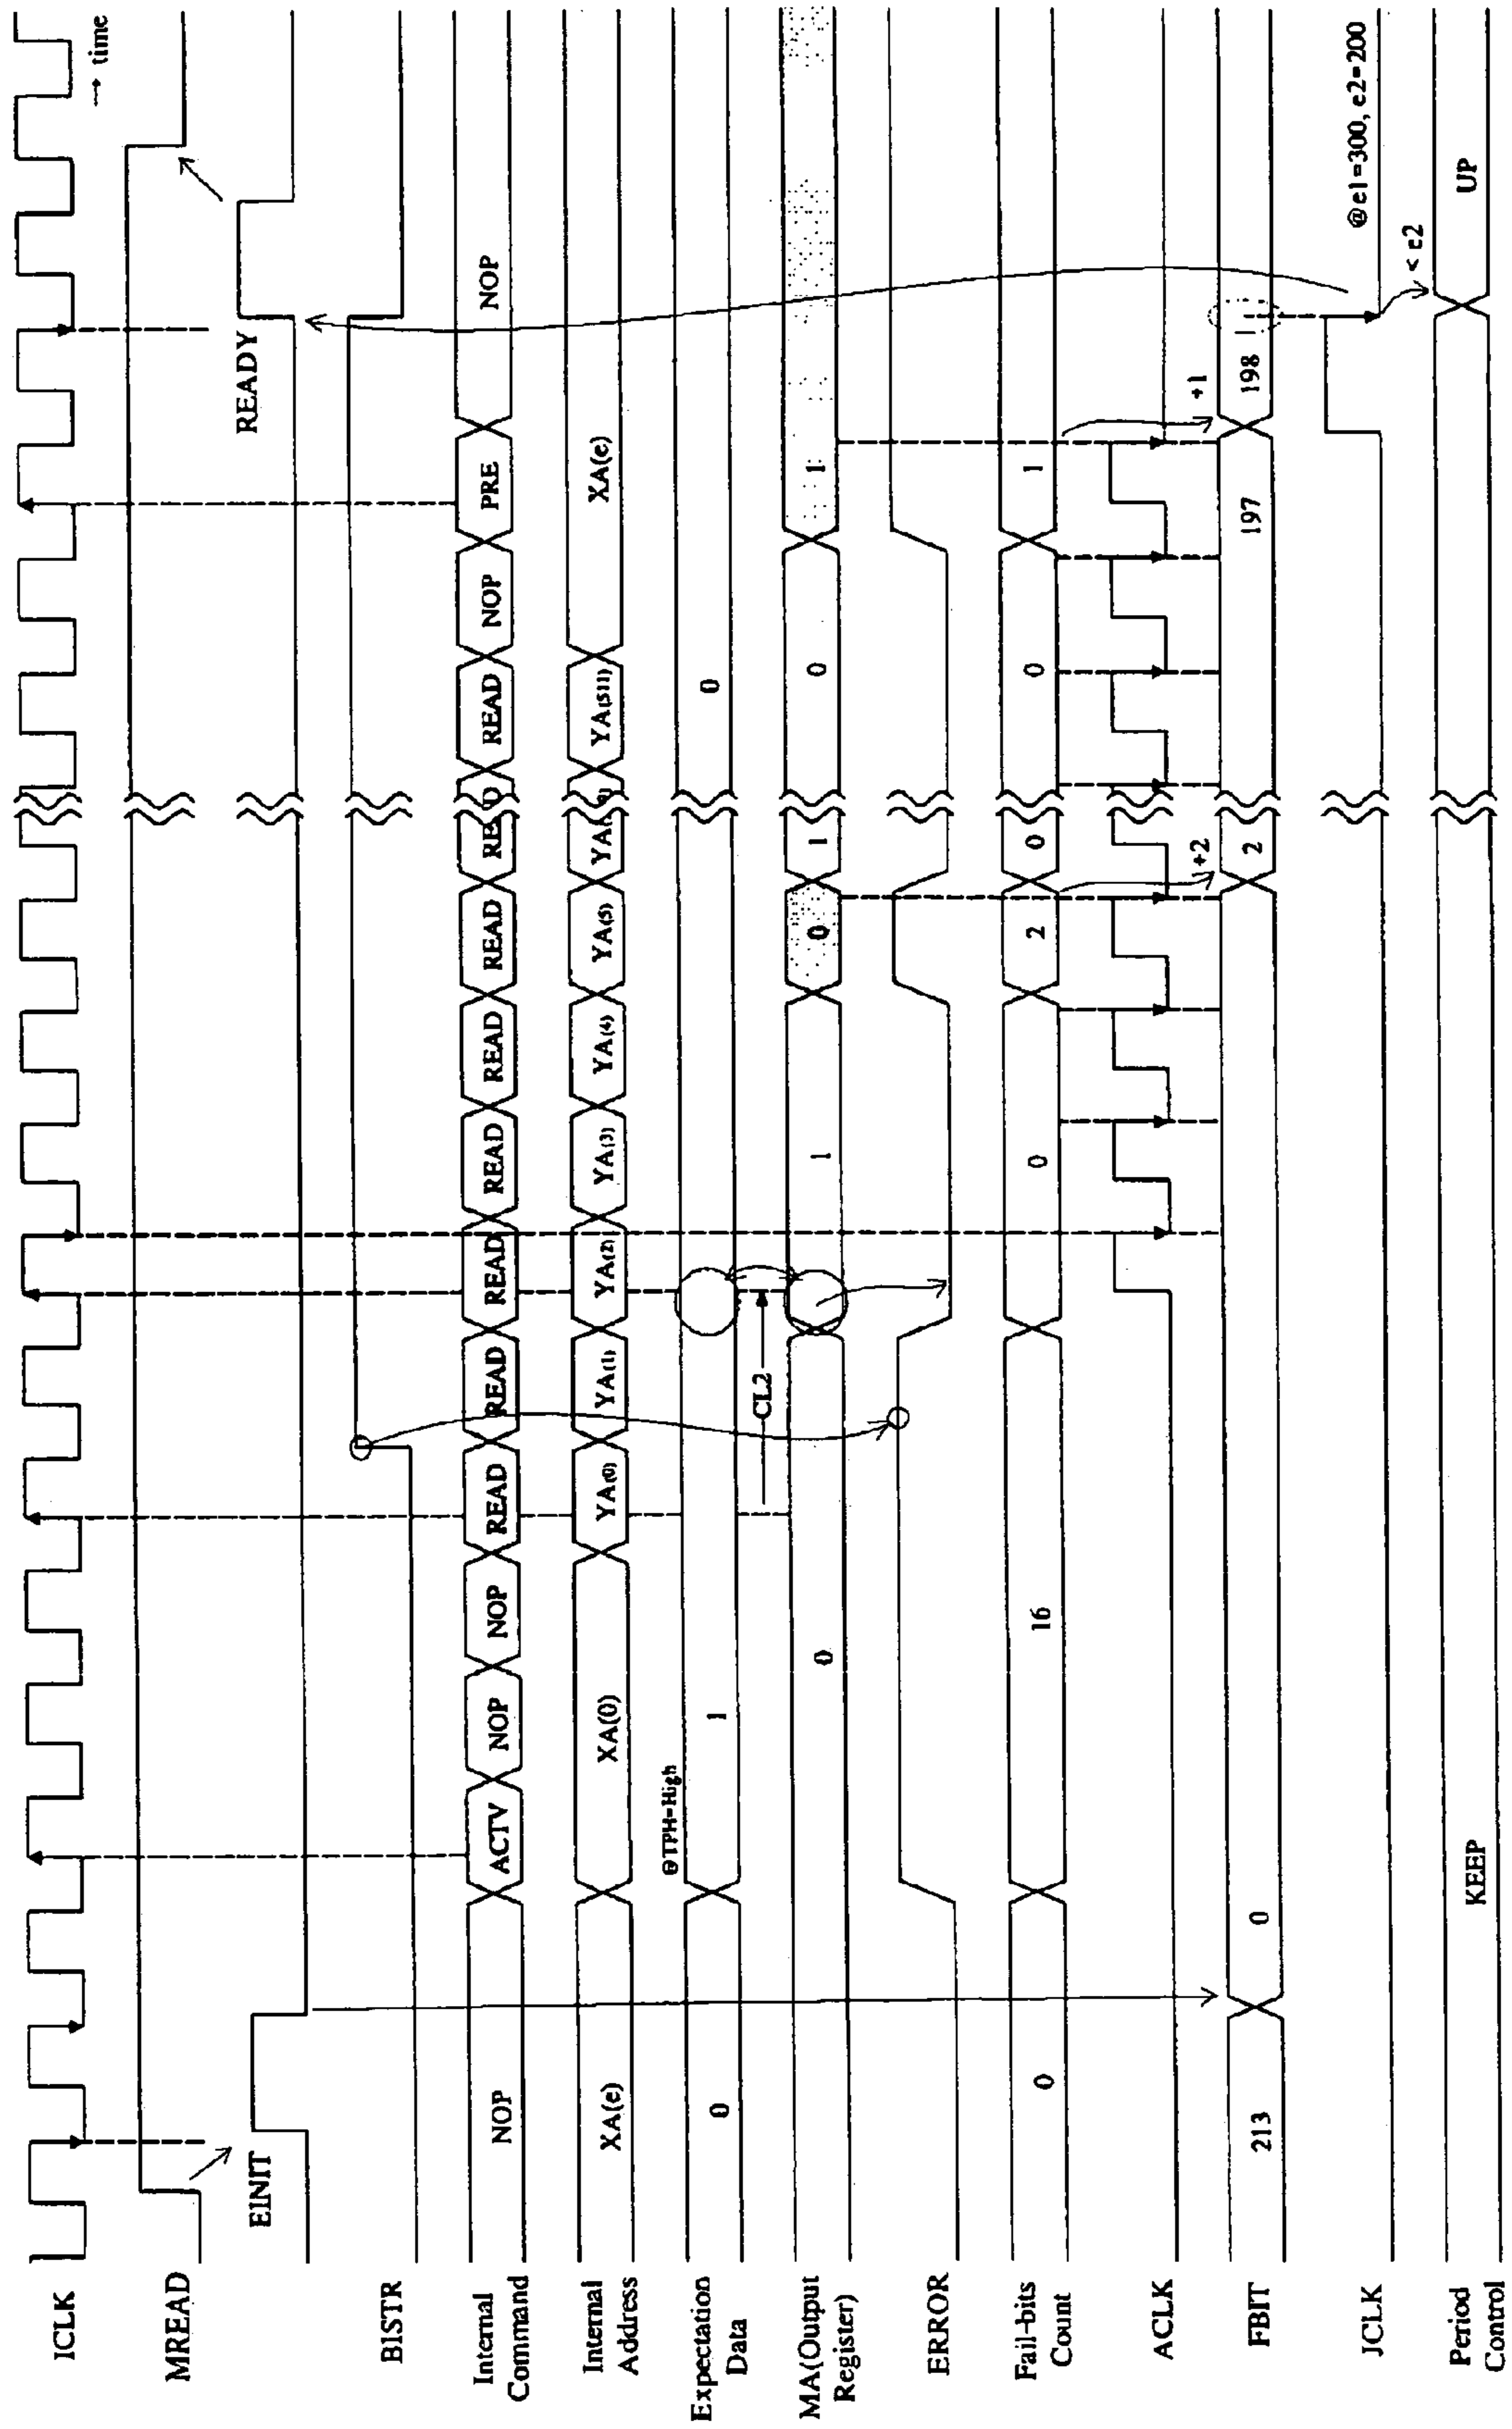 ICLK
→ time
MREAD
EINIT
READY
BISTR
Internal
Command
NOP
ACTV
NOP
NOP
READ
READ
READ
READ
READ
READ
READ
NOP
PRE
NOP
Internal
Address
XA(e)
XA(0)
YA(0)
YA(1)
YA(2)
YA(3)
YA(4)
YA(5)
YA(511)
XA(e)
Expectation
Data
0
@TPH=High
1
0
CL2
MA(Output
Register)
0
1
0
1
0
1
ERROR
Fail-bits
Count
0
16
0
2
0
0
1
ACLK
+2
+1
FBIT
213
0
2
197
198
JCLK
@e1=300, e2=200
< e2
Period
Control
KEEP
UP